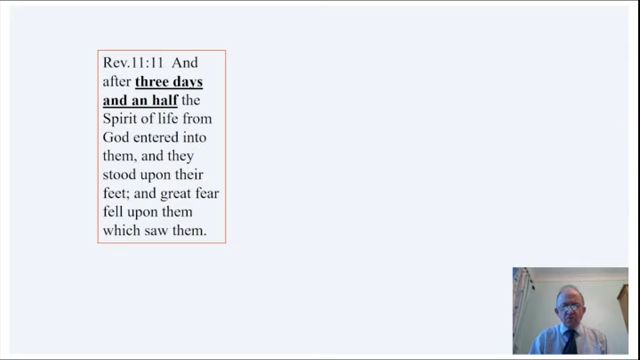 Rev.11:11  And
after three days
and an half the
Spirit of life from
God entered into
them, and they
stood upon their
feet; and great fear
fell upon them
which saw them.